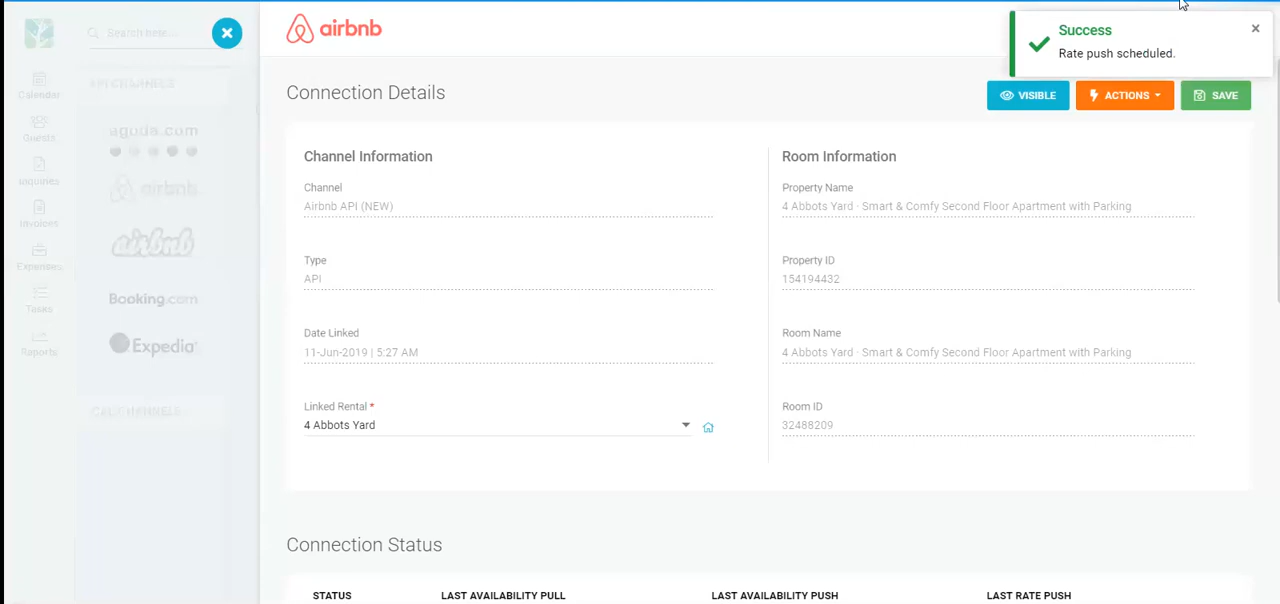 Search here...
API CHANNELS
Calendar
Guests
Inquiries
Invoices
Expenses
Tasks
Reports
agoda.com
airbnb
airbnb
Booking.com
Expedia
airbnb
Success
Rate push scheduled.
Connection Details
VISIBLE
ACTIONS
SAVE
Channel Information
Channel
Airbnb API (NEW)
Type
API
Date Linked
11-Jun-2019 | 5:27 AM
Linked Rental *
4 Abbots Yard
Room Information
Property Name
4 Abbots Yard · Smart & Comfy Second Floor Apartment with Parking
Property ID
154194432
Room Name
4 Abbots Yard · Smart & Comfy Second Floor Apartment with Parking
Room ID
32488209
Connection Status
STATUS LAST AVAILABILITY PULL LAST AVAILABILITY PUSH LAST RATE PUSH